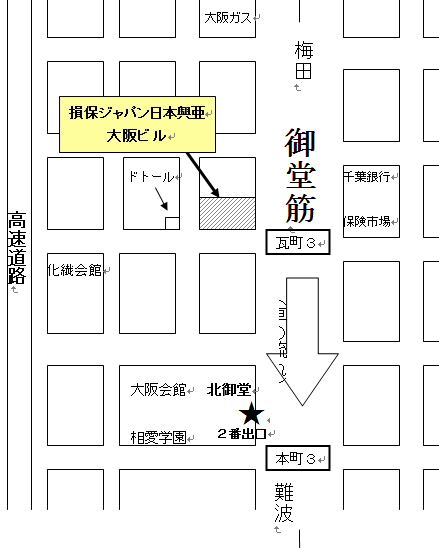 大阪ガス
梅田
損保ジャパン日本興亜
大阪ビル
御堂筋
ドトール
千葉銀行
保険市場
高速道路
瓦町3
化繊会館
大阪会館
北御堂
2番出口
相愛学園
本町3
難波